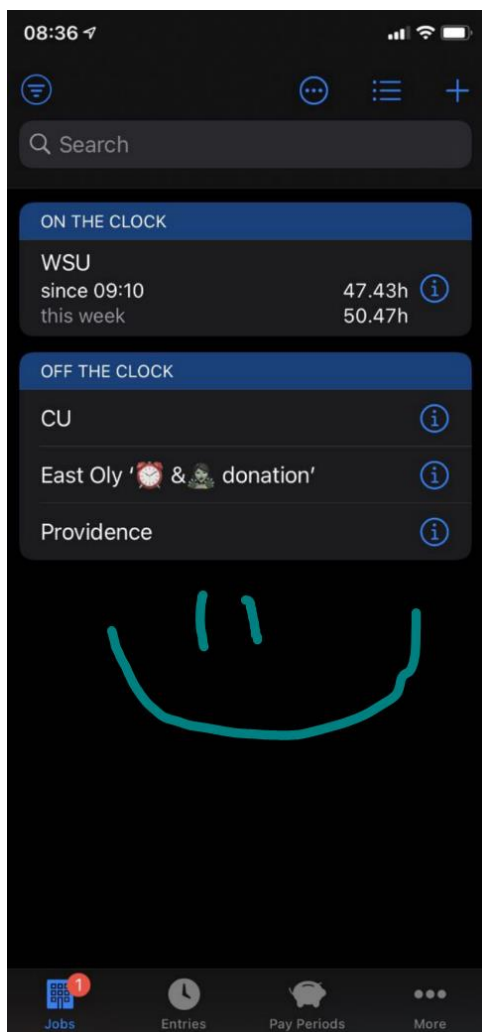 08:36
Search
ON THE CLOCK
WSU
since 09:10 47.43h
this week 50.47h
OFF THE CLOCK
CU
East Oly ‘⏰ &🧟‍♀️ donation’
Providence
1
Jobs Entries Pay Periods More